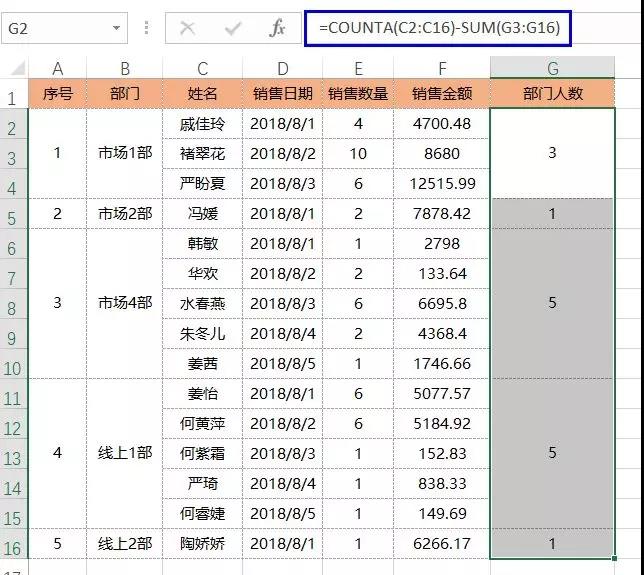 G2 fx =COUNTA(C2:C16)-SUM(G3:G16)
A B C D E F G
1 序号 部门 姓名 销售日期 销售数量 销售金额 部门人数
2 戚佳玲 2018/8/1 4 4700.48
3 1 市场1部 褚翠花 2018/8/2 10 8680 3
4 严盼夏 2018/8/3 6 12515.99
5 2 市场2部 冯媛 2018/8/1 2 7878.42 1
6 韩敏 2018/8/1 1 2798
7 华欢 2018/8/2 2 133.64
8 3 市场4部 水春燕 2018/8/3 6 6695.8 5
9 朱冬儿 2018/8/4 2 4368.4
10 姜茜 2018/8/5 1 1746.66
11 姜怡 2018/8/1 6 5077.57
12 何黄萍 2018/8/2 6 5184.92
13 4 线上1部 何紫霜 2018/8/3 1 152.83 5
14 严琦 2018/8/4 1 838.33
15 何睿婕 2018/8/5 1 149.69
16 5 线上2部 陶娇娇 2018/8/1 1 6266.17 1